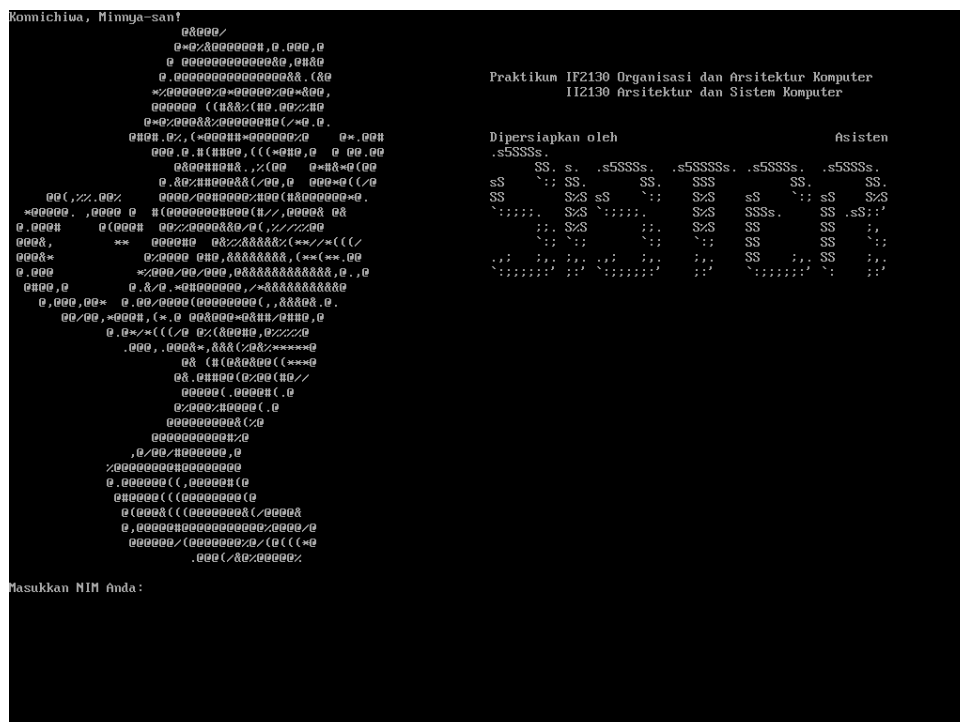 Konnichiwa, Minnya-san!
Praktikum IF2130 Organisasi dan Arsitektur Komputer
II2130 Arsitektur dan Sistem Komputer
Dipersiapkan oleh Asisten
SISTER
Masukkan NIM Anda: